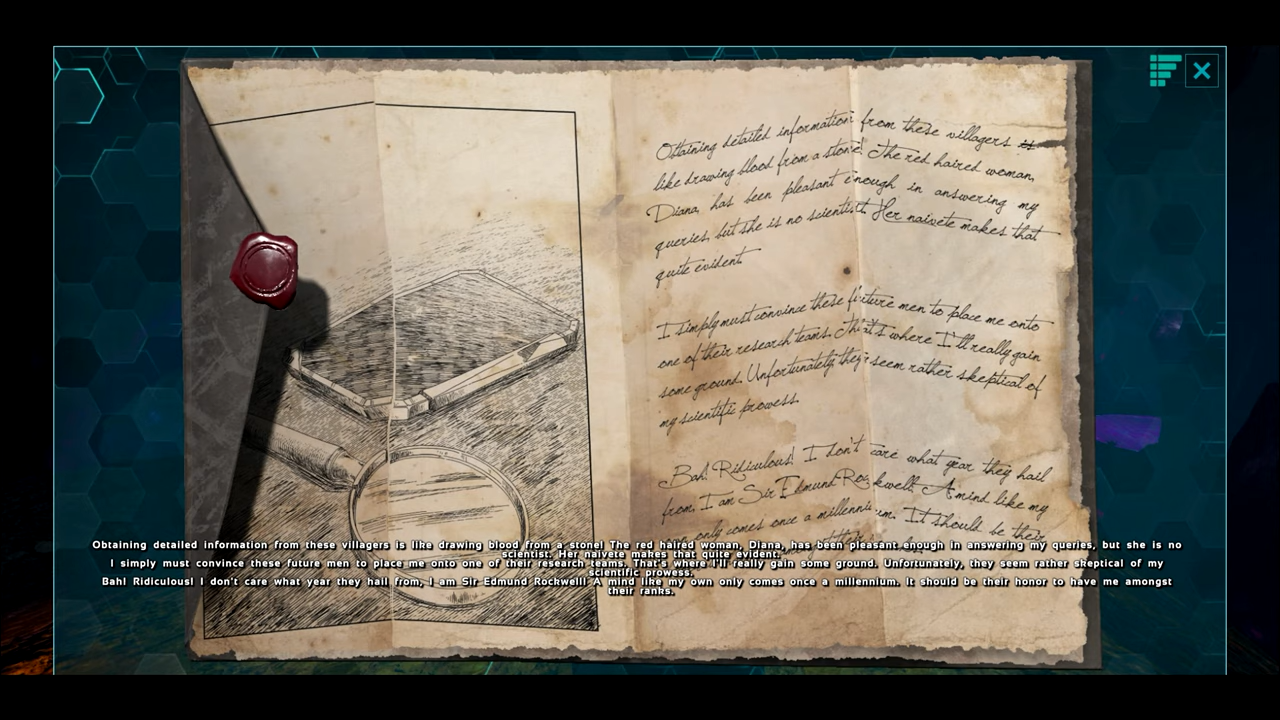 Obtaining detailed information from these villagers is
like drawing blood from a stone! The red haired woman,
Diana, has been pleasant enough in answering my
queries, but she is no scientist. Her naivete makes that
quite evident.
I simply must convince these future men to place me onto
one of their research teams. That's where I'll really gain
some ground. Unfortunately, they seem rather skeptical of
my scientific prowess.
Bah! Ridiculous! I don't care what year they hail
from, I am Sir Edmund Rockwell! A mind like my
only comes once a millennium. It should be their
Obtaining detailed information from these villagers is like drawing blood from a stone! The red haired woman, Diana, has been pleasant enough in answering my queries, but she is no
scientist. Her naivete makes that quite evident.
I simply must convince these future men to place me onto one of their research teams. That's where I'll really gain some ground. Unfortunately, they seem rather skeptical of my
scientific prowess.
Bah! Ridiculous! I don't care what year they hail from, I am Sir Edmund Rockwell! A mind like my own only comes once a millennium. It should be their honor to have me amongst
their ranks.